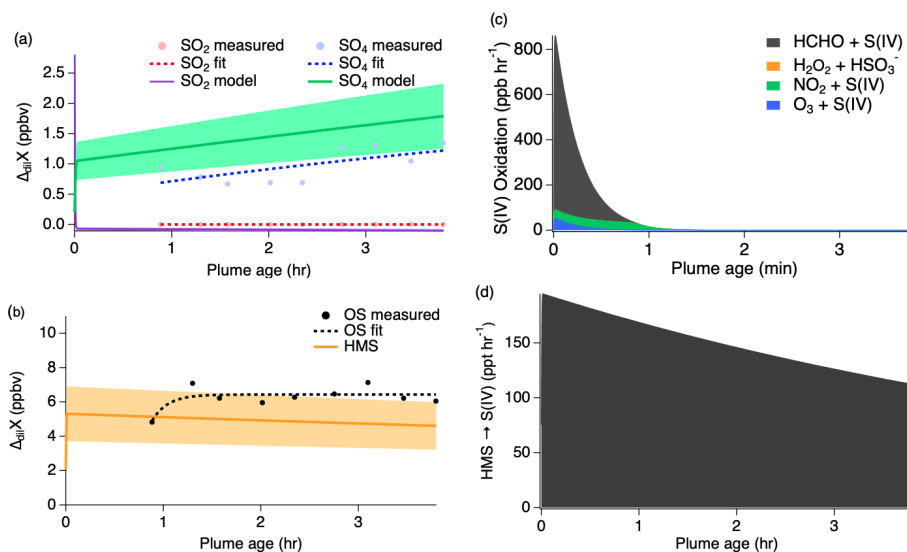 (a)
SO₂ measured
SO₂ fit
SO₂ model
SO₄ measured
SO₄ fit
SO₄ model
2.5
2.0
1.5
1.0
0.5
0.0
Δdil X (ppbv)
0 1 2 3
Plume age (hr)
(c)
HCHO + S(IV)
H₂O₂ + HSO₃⁻
NO₂ + S(IV)
O₃ + S(IV)
800
600
400
200
0
S(IV) Oxidation (ppb hr⁻¹)
0 1 2 3
Plume age (min)
(b)
OS measured
OS fit
HMS
10
8
6
4
2
0
Δdil X (ppbv)
0 1 2 3
Plume age (hr)
(d)
150
100
50
0
HMS → S(IV) (ppt hr⁻¹)
0 1 2 3
Plume age (hr)